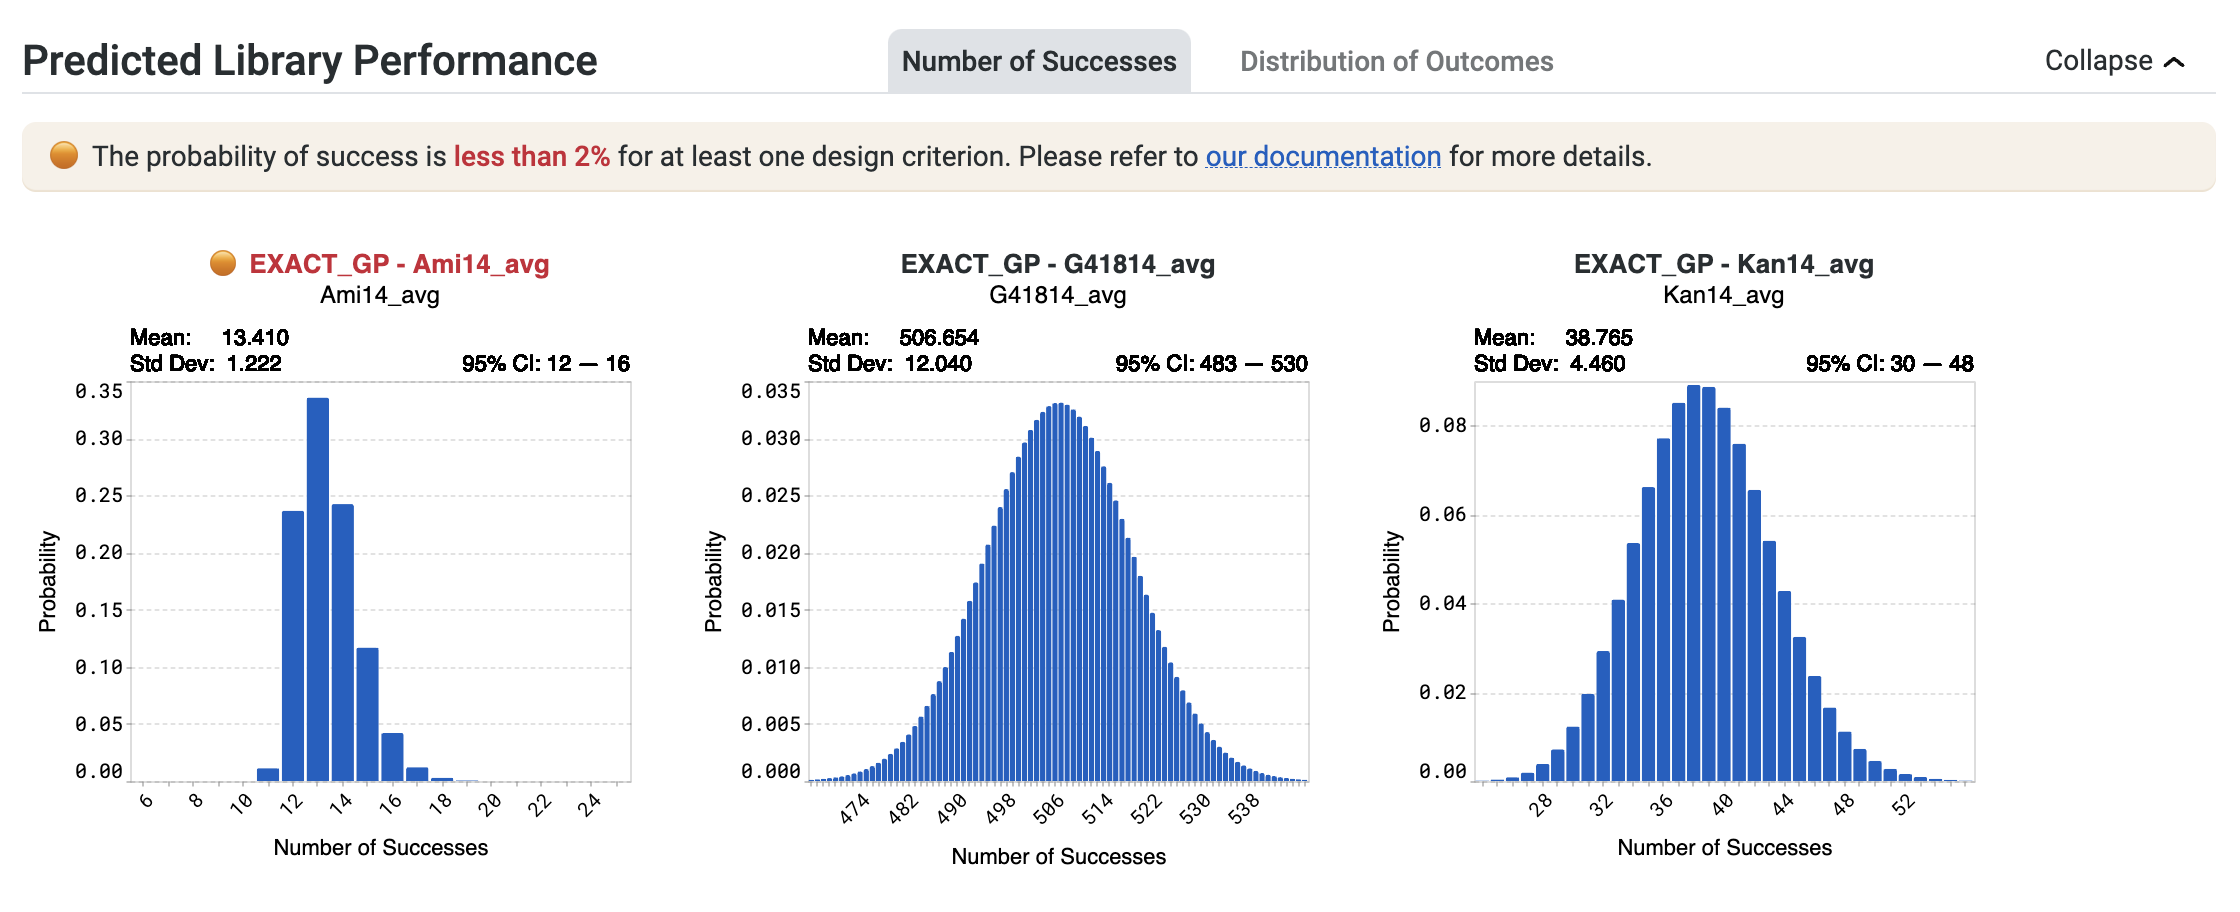 Predicted Library Performance
Number of Successes
Distribution of Outcomes
Collapse
The probability of success is less than 2% for at least one design criterion. Please refer to our documentation for more details.
EXACT_GP - Ami14_avg
Ami14_avg
Mean: 13.410
Std Dev: 1.222
95% CI: 12 — 16
0.35
0.30
0.25
0.20
0.15
0.10
0.05
0.00
Probability
6 8 10 12 14 16 18 20 22 24
Number of Successes
EXACT_GP - G41814_avg
G41814_avg
Mean: 506.654
Std Dev: 12.040
95% CI: 483 — 530
0.035
0.030
0.025
0.020
0.015
0.010
0.005
0.000
Probability
474 482 490 498 506 514 522 530 538
Number of Successes
EXACT_GP - Kan14_avg
Kan14_avg
Mean: 38.765
Std Dev: 4.460
95% CI: 30 — 48
0.08
0.06
0.04
0.02
0.00
Probability
28 32 36 40 44 48 52
Number of Successes